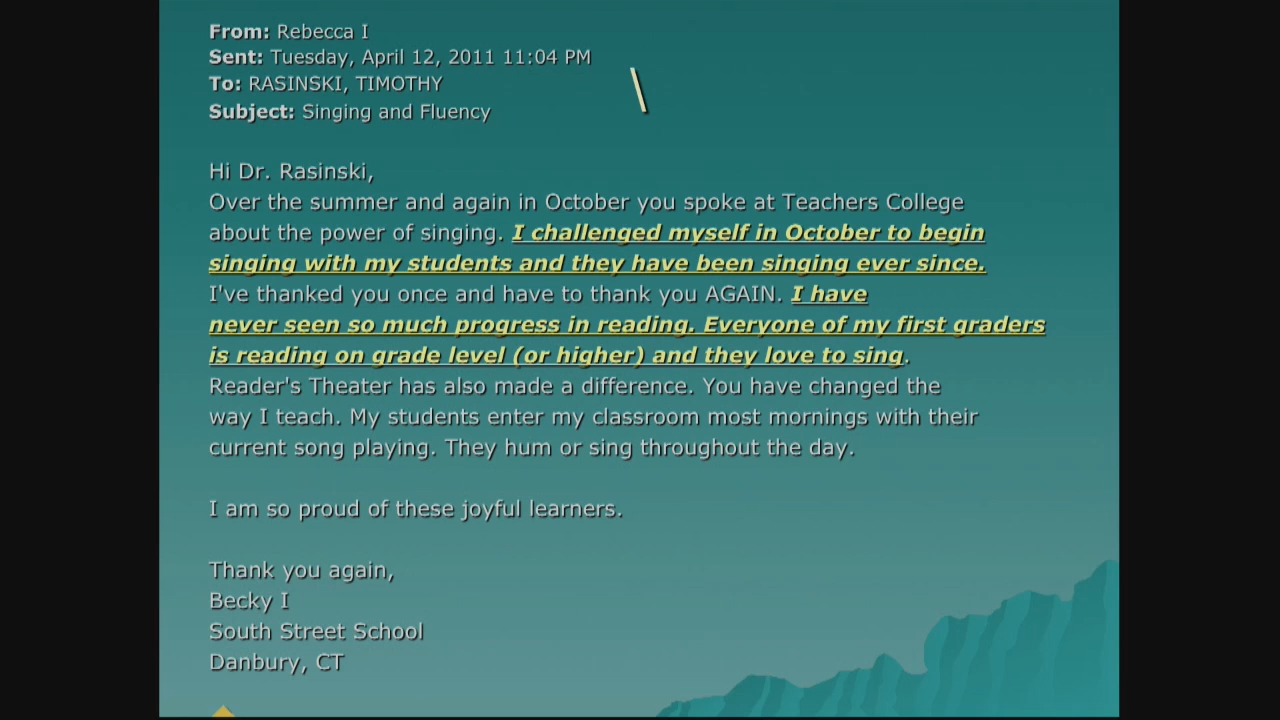 From: Rebecca I
Sent: Tuesday, April 12, 2011 11:04 PM
To: RASINSKI, TIMOTHY
\
Subject: Singing and Fluency
Hi Dr. Rasinski,
Over the summer and again in October you spoke at Teachers College
about the power of singing. I challenged myself in October to begin
singing with my students and they have been singing ever since.
I've thanked you once and have to thank you AGAIN. I have
never seen so much progress in reading. Everyone of my first graders
is reading on grade level (or higher) and they love to sing.
Reader's Theater has also made a difference. You have changed the
way I teach. My students enter my classroom most mornings with their
current song playing. They hum or sing throughout the day.
I am so proud of these joyful learners.
Thank you again,
Becky I
South Street School
Danbury, CT